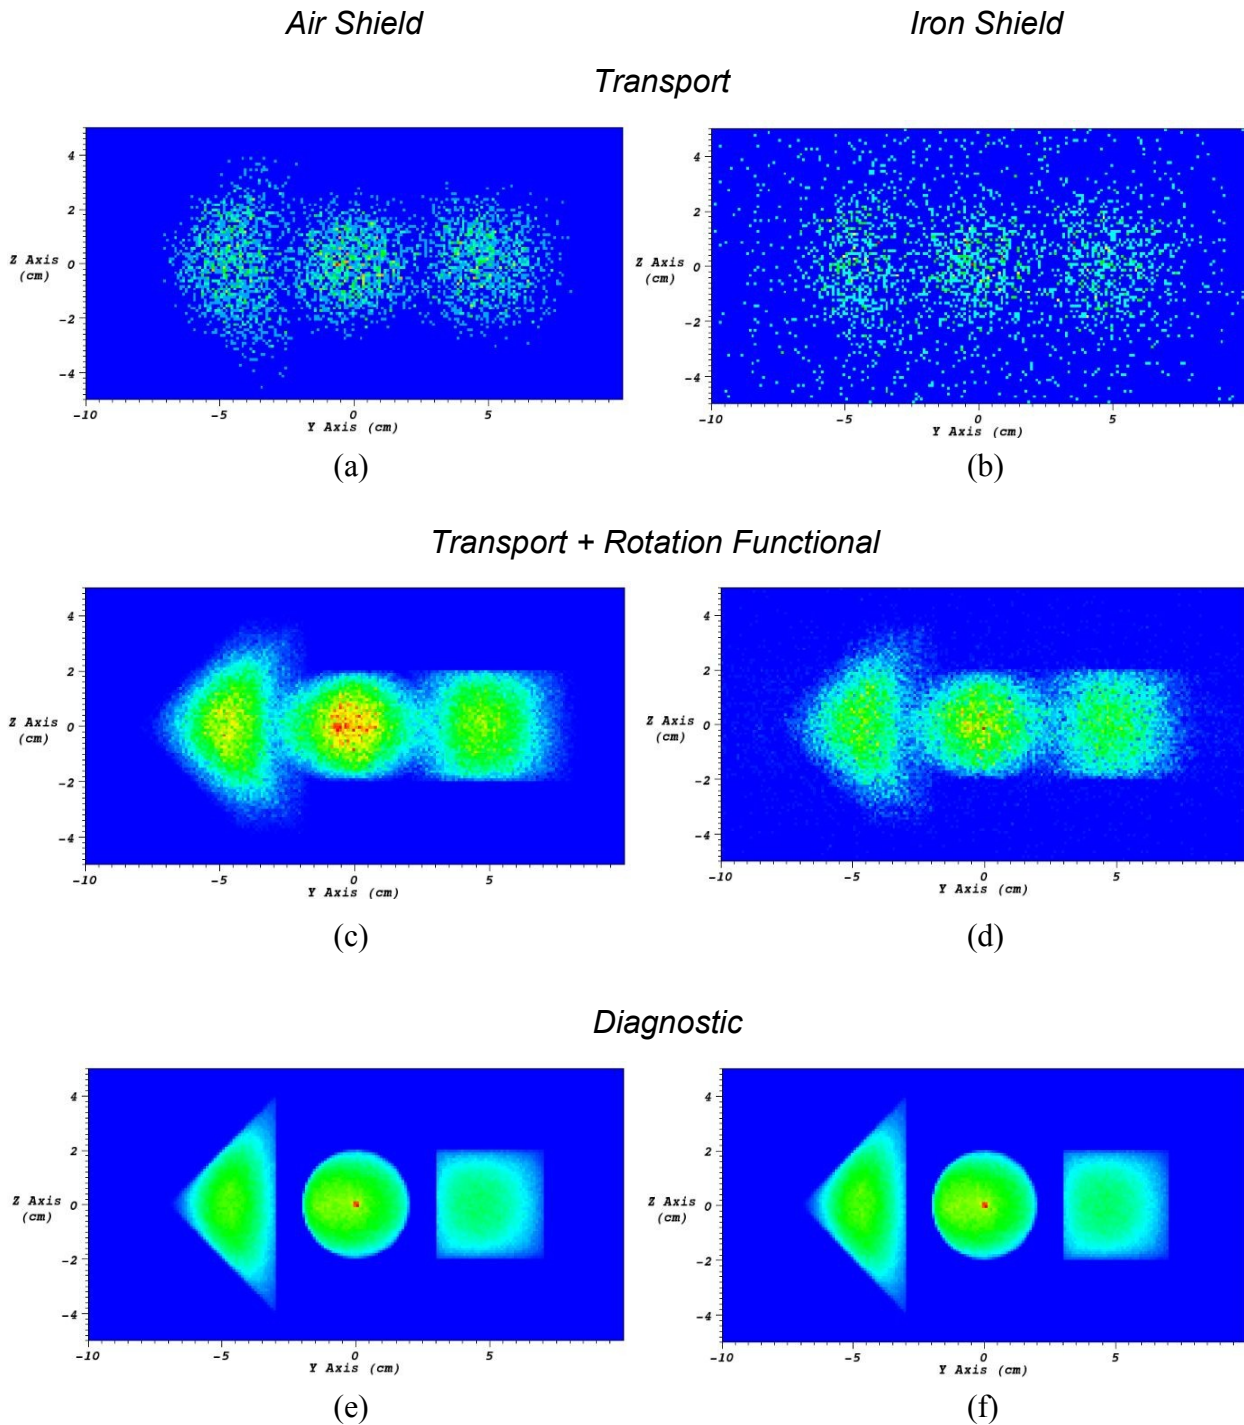 Air Shield Iron Shield
Transport
4 4
2 2
Z Axis 0 Z Axis 0
(cm) (cm)
-2 -2
-4 -4
-10 -5 0 5 -10 -5 0 5
Y Axis (cm) Y Axis (cm)
(a) (b)
Transport + Rotation Functional
4 4
2 2
Z Axis 0 Z Axis 0
(cm) (cm)
-2 -2
-4 -4
-10 -5 0 5 -10 -5 0 5
Y Axis (cm) Y Axis (cm)
(c) (d)
Diagnostic
4 4
2 2
Z Axis 0 Z Axis 0
(cm) (cm)
-2 -2
-4 -4
-10 -5 0 5 -10 -5 0 5
Y Axis (cm) Y Axis (cm)
(e) (f)